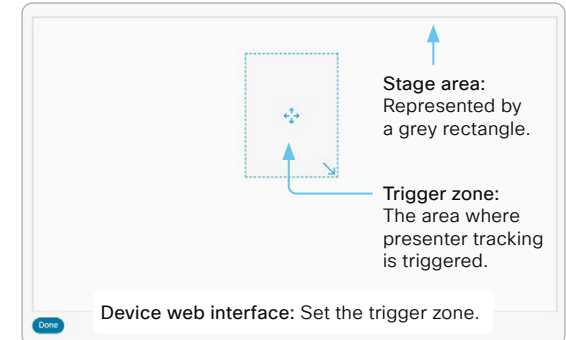 Stage area:
Represented by
a grey rectangle.
Trigger zone:
The area where
presenter tracking
is triggered.
Device web interface: Set the trigger zone.
Done